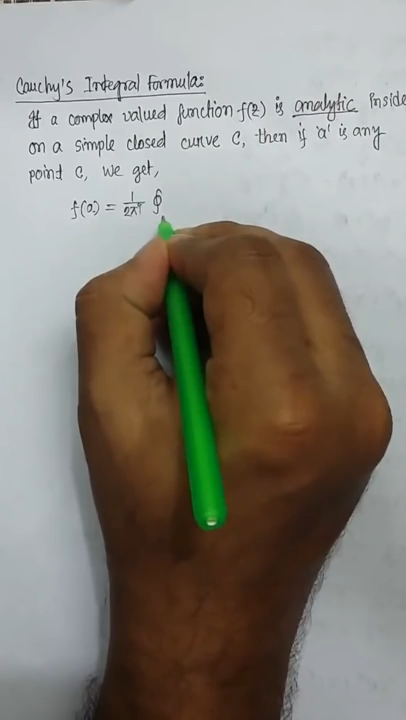 Cauchy's Integral Formula:
If a complex valued function f(z) is analytic inside
on a simple closed curve C, then if 'a' is any
point C, we get,
f(a) = 1/2πi ∮